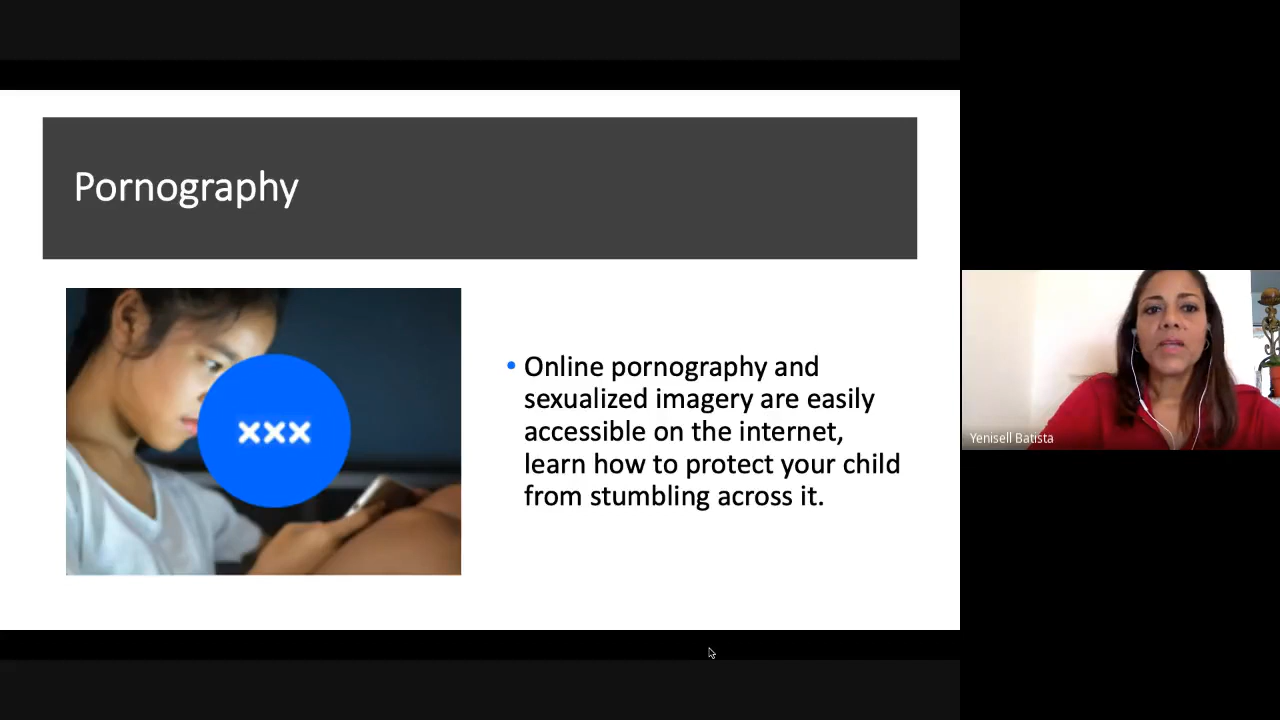 Pornography
xxx
• Online pornography and
sexualized imagery are easily
accessible on the internet,
learn how to protect your child
from stumbling across it.
Yenisell Batista